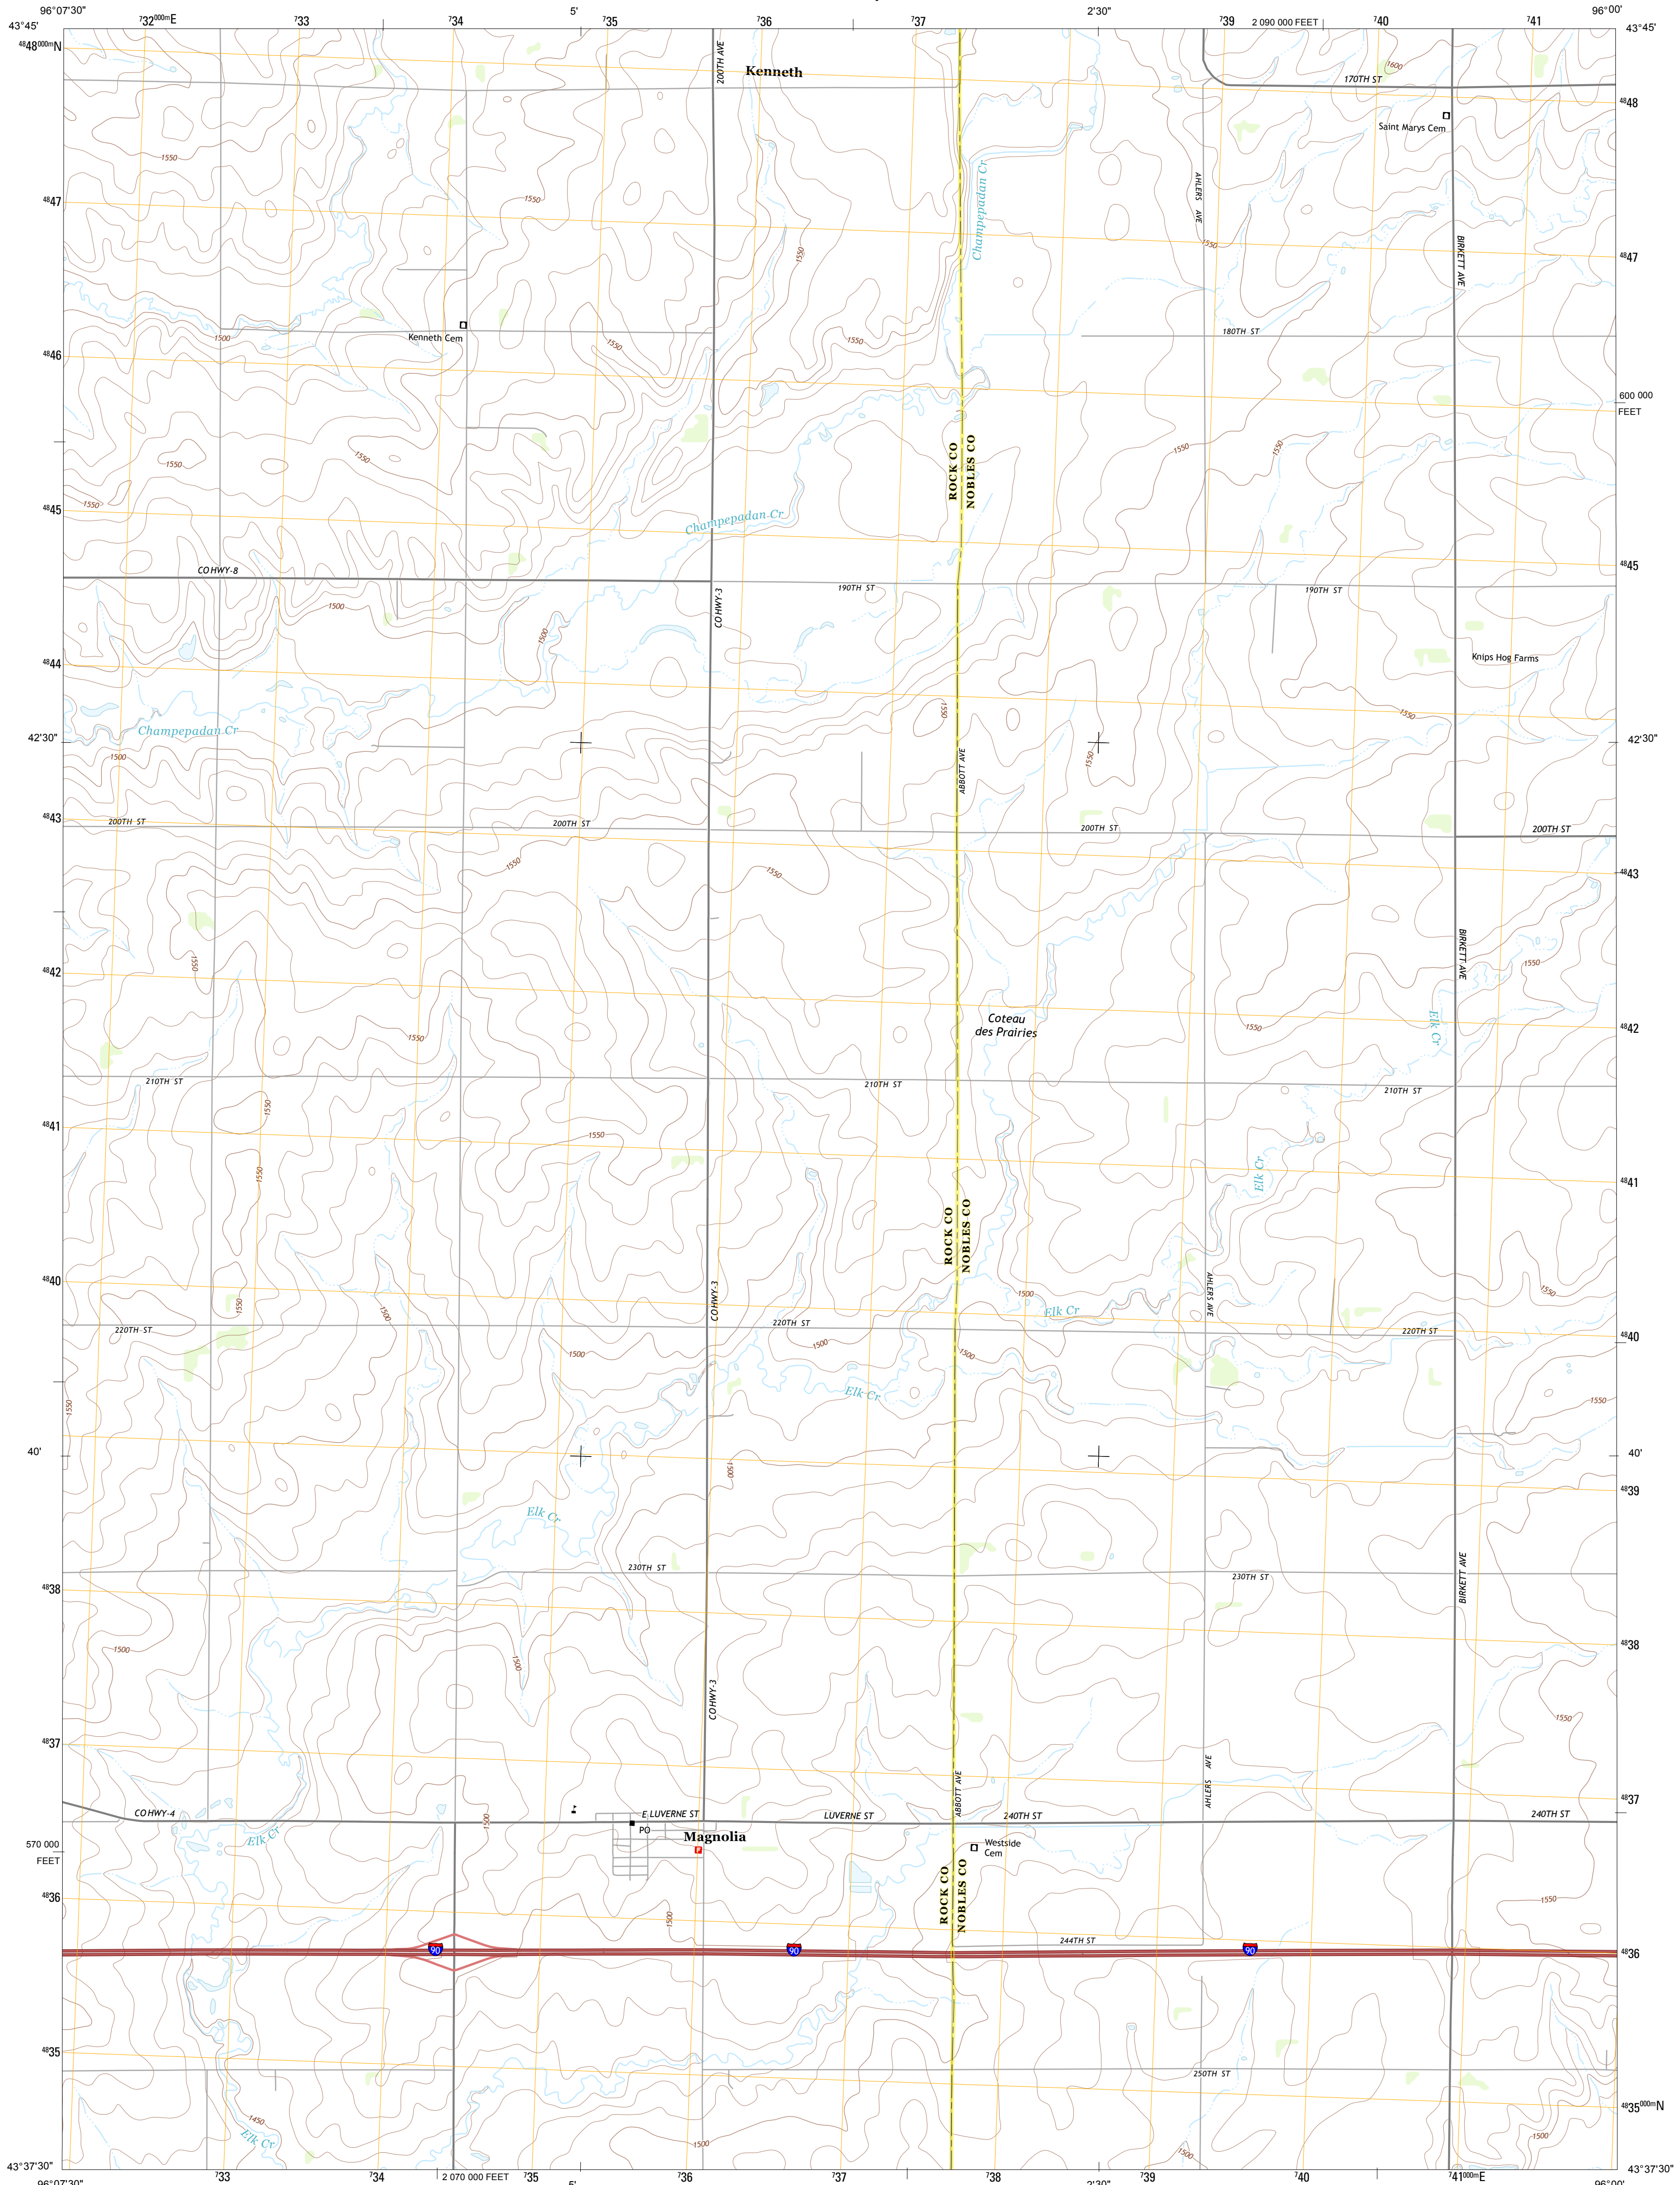 96°07'30"
732000mE
733
734
5'
735
736
737
2'30"
739
2 090 000 FEET
740
741
96°00'
43°45'
43°45'
4848000mN
200TH AVE
Kenneth
1600
170TH ST
4848
Saint Marys Cem
1550
Champepadan Cr
AHLERS AVE
4847
1550
1550
1550
BIRKETT AVE
4847
1500
Kenneth Cem
1550
1550
180TH ST
4846
600 000
FEET
ROCK CO
NOBLES CO
1550
1550
1550
1550
1550
4845
Champepadan Cr
CO HWY-8
4845
190TH ST
190TH ST
CO HWY-3
1500
1500
4844
Knips Hog Farms
1550
1550
Champepadan Cr
42'30"
42'30"
1500
1550
ABBOTT AVE
4843
200TH ST
200TH ST
200TH ST
200TH ST
1550
1550
4843
BIRKETT AVE
1550
1550
4842
Coteau
des Prairies
Elk Cr
1550
1550
4842
210TH ST
210TH ST
210TH ST
1550
4841
1550
1550
Elk Cr
4841
ROCK CO
NOBLES CO
4840
1550
1550
1500
CO HWY-3
1500
Elk Cr
AHLERS AVE
220TH ST
220TH ST
220TH ST
4840
1500
1500
1500
1550
Elk Cr
1550
40'
40'
1500
4839
Elk Cr
230TH ST
230TH ST
BIRKETT AVE
4838
1500
1500
4838
CO HWY-3
1550
4837
ABBOTT AVE
AHLERS AVE
4837
CO HWY-4
1500
E LUVERNE ST
LUVERNE ST
240TH ST
240TH ST
PO
Magnolia
F
Elk Cr
Westside
Cem
570 000
FEET
ROCK CO
NOBLES CO
4836
1500
1550
244TH ST
90
90
90
4836
4835
250TH ST
1450
Elk Cr
1500
1500
1500
4835000mN
43°37'30"
43°37'30"
733
734
2 070 000 FEET
735
736
737
738
739
740
741000mE
96°07'30"
5'
2'30"
96°00'